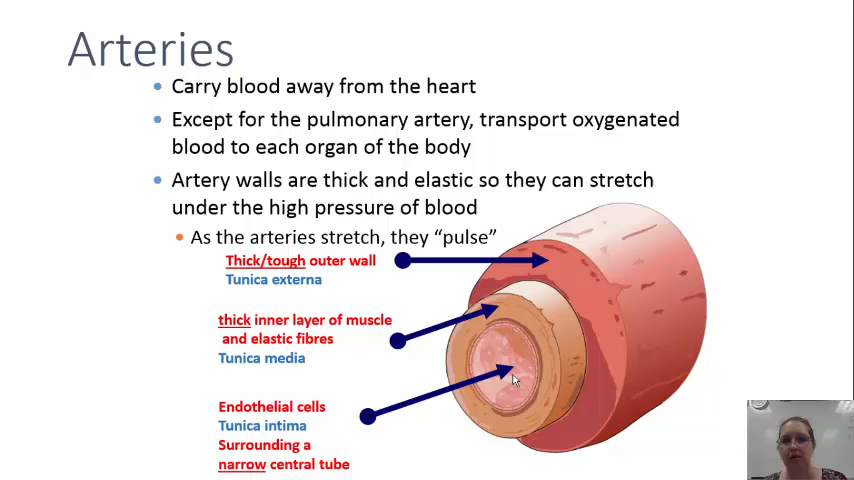 Arteries
Carry blood away from the heart
Except for the pulmonary artery, transport oxygenated
blood to each organ of the body
Artery walls are thick and elastic so they can stretch
under the high pressure of blood
As the arteries stretch, they “pulse”
Thick/tough outer wall
Tunica externa
thick inner layer of muscle
and elastic fibres
Tunica media
Endothelial cells
Tunica intima
Surrounding a
narrow central tube